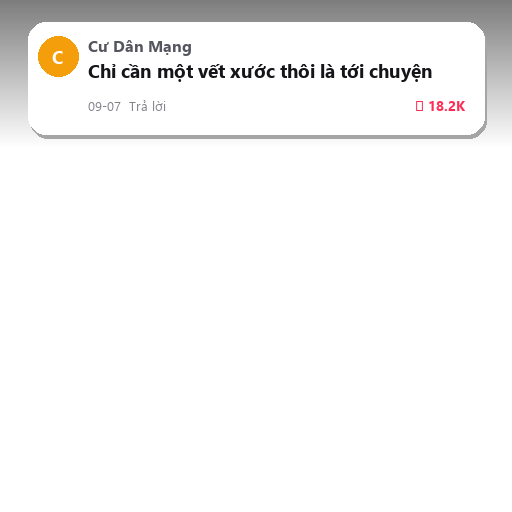 C
Cư Dân Mạng
Chỉ cần một vết xước thôi là tới chuyện
09-07 Trả lời
18.2K